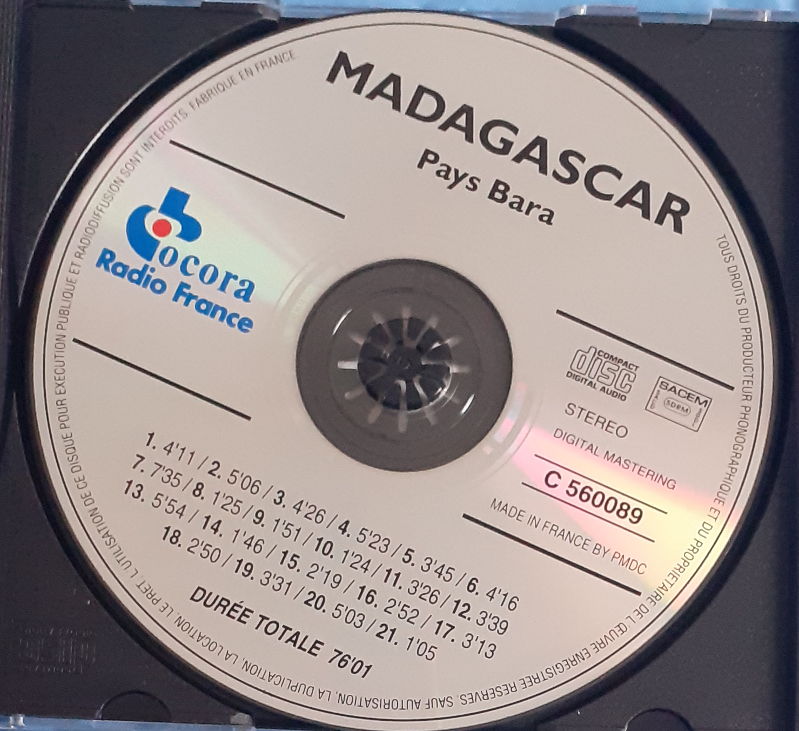 MADAGASCAR
Pays Bara
ocora
Radio France
COMPACT
disc
DIGITAL AUDIO
SACEM
SDRM
STEREO
DIGITAL MASTERING
C 560089
MADE IN FRANCE BY PMDC
1. 4'11 / 2. 5'06 / 3. 4'26 / 4. 5'23 / 5. 3'45 / 6. 4'16
7. 7'35 / 8. 1'25 / 9. 1'51 / 10. 1'24 / 11. 3'26 / 12. 3'39
13. 5'54 / 14. 1'46 / 15. 2'19 / 16. 2'52 / 17. 3'13
18. 2'50 / 19. 3'31 / 20. 5'03 / 21. 1'05
DURÉE TOTALE 76'01
TOUS DROITS DU PRODUCTEUR PHONOGRAPHIQUE ET DU PROPRIETAIRE DE L'ŒUVRE ENREGISTREE RESERVES. SAUF AUTORISATION, LA DUPLICATION, LA LOCATION, LE PRET, L'UTILISATION DE CE DISQUE POUR EXECUTION PUBLIQUE ET RADIODIFFUSION SONT INTERDITS. FABRIQUE EN FRANCE.